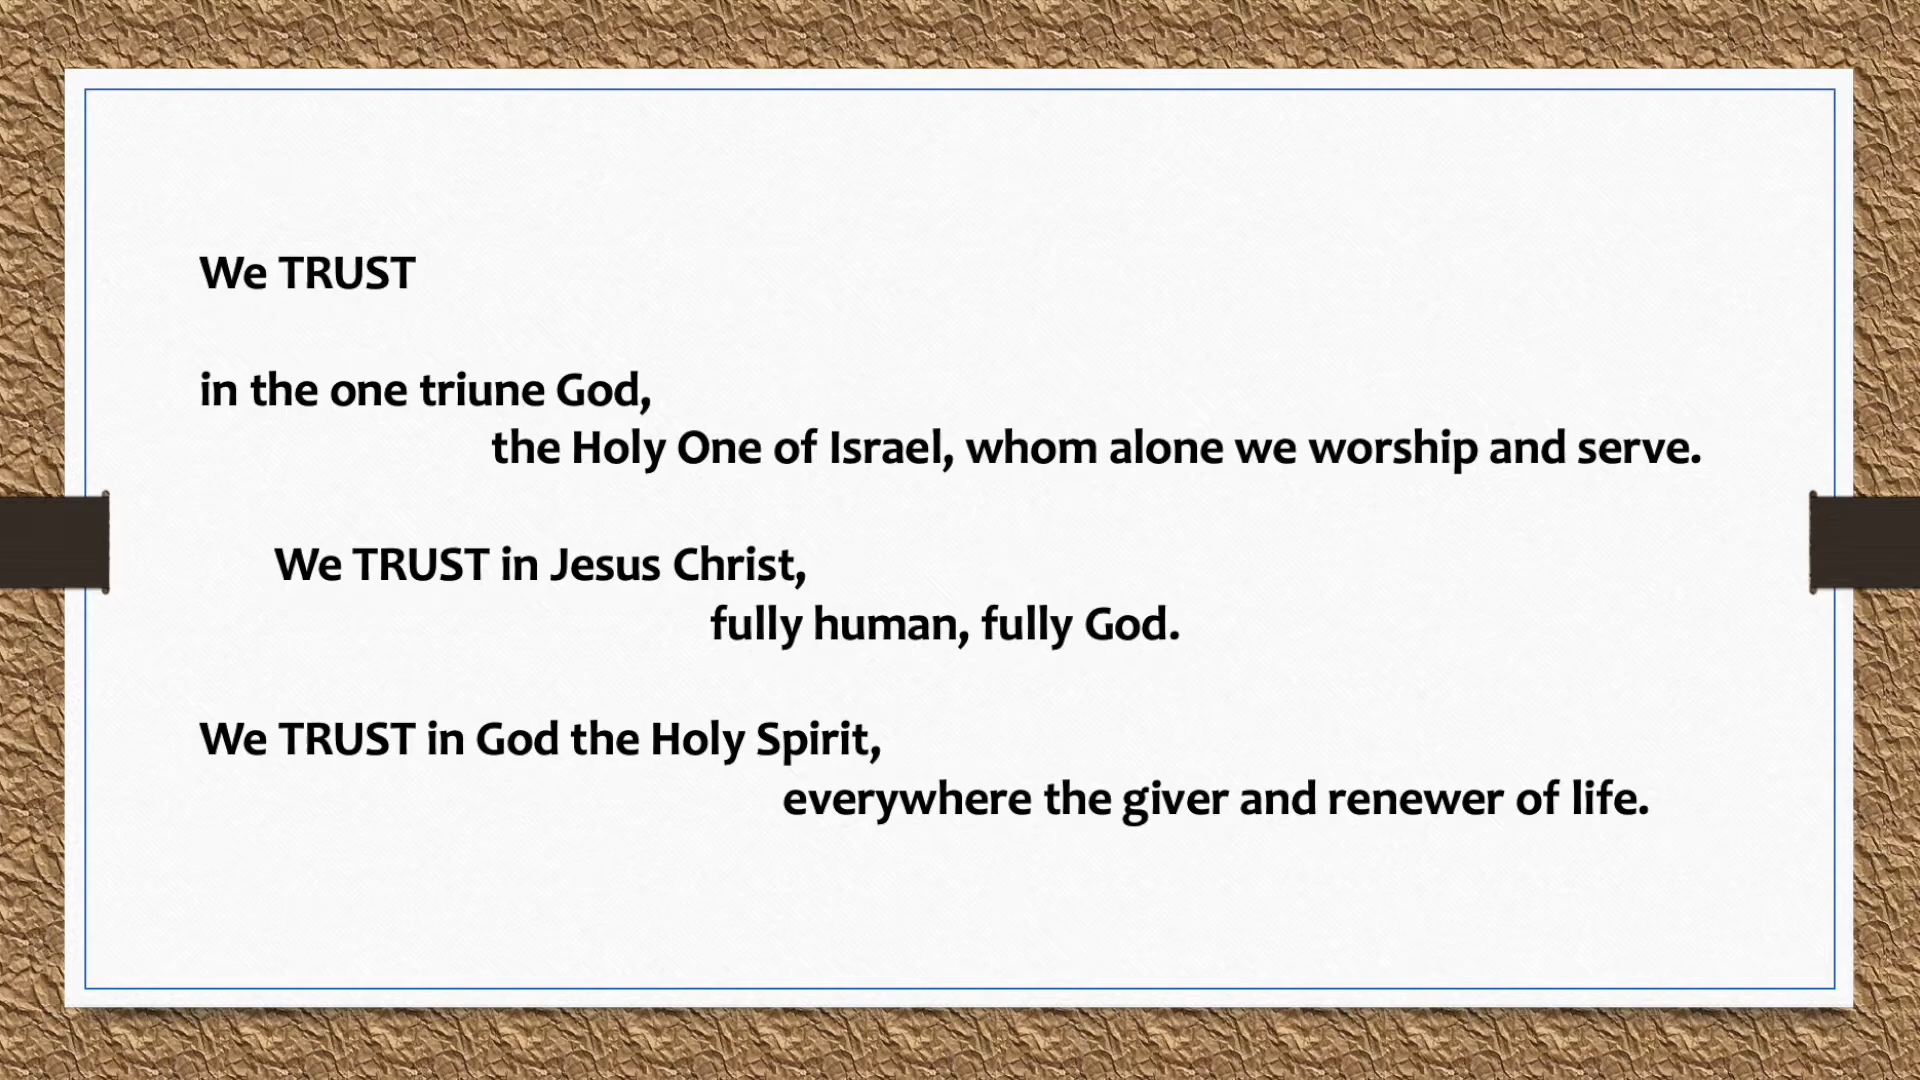 We TRUST
in the one triune God,
the Holy One of Israel, whom alone we worship and serve.
We TRUST in Jesus Christ,
fully human, fully God.
We TRUST in God the Holy Spirit,
everywhere the giver and renewer of life.